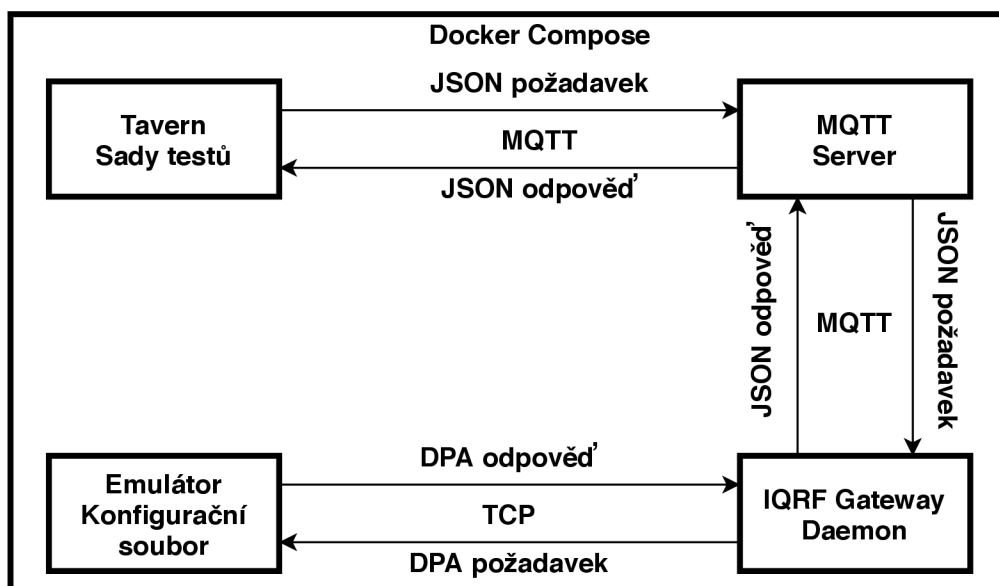 Docker Compose
JSON požadavek
Tavern
Sady testů
MQTT
MQTT
Server
JSON odpověď
JSON odpověď
MQTT
JSON požadavek
DPA odpověď
Emulátor
Konfigurační
soubor
TCP
IQRF Gateway
Daemon
DPA požadavek